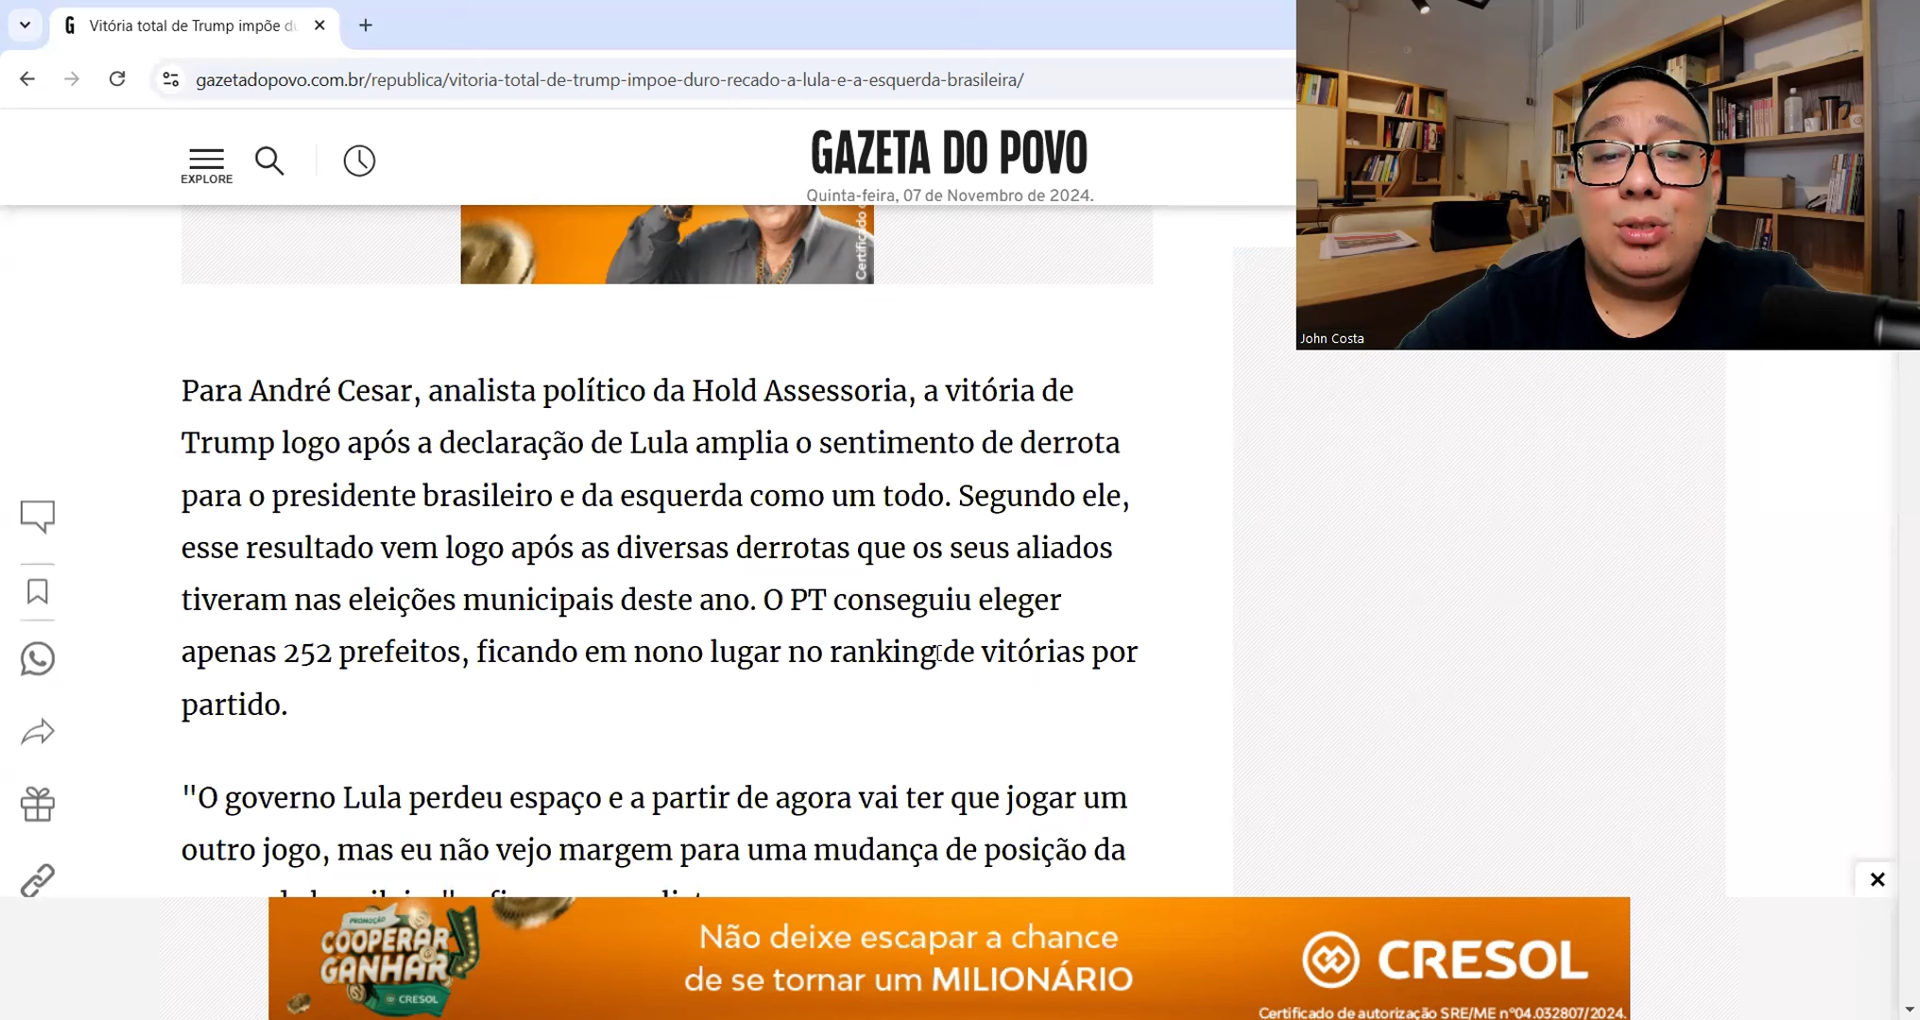 Vitória total de Trump impõe d
gazetadopovo.com.br/republica/vitoria-total-de-trump-impoe-duro-recado-a-lula-e-a-esquerda-brasileira/
EXPLORE
GAZETA DO POVO
Quinta-feira, 07 de Novembro de 2024.
John Costa
Certificado
Para André Cesar, analista político da Hold Assessoria, a vitória de
Trump logo após a declaração de Lula amplia o sentimento de derrota
para o presidente brasileiro e da esquerda como um todo. Segundo ele,
esse resultado vem logo após as diversas derrotas que os seus aliados
tiveram nas eleições municipais deste ano. O PT conseguiu eleger
apenas 252 prefeitos, ficando em nono lugar no ranking de vitórias por
partido.
"O governo Lula perdeu espaço e a partir de agora vai ter que jogar um
outro jogo, mas eu não vejo margem para uma mudança de posição da
PROMOÇÃO
COOPERAR
GANHAR
CRESOL
Não deixe escapar a chance
de se tornar um MILIONÁRIO
CRESOL
Certificado de autorização SRE/ME nº04.032807/2024.